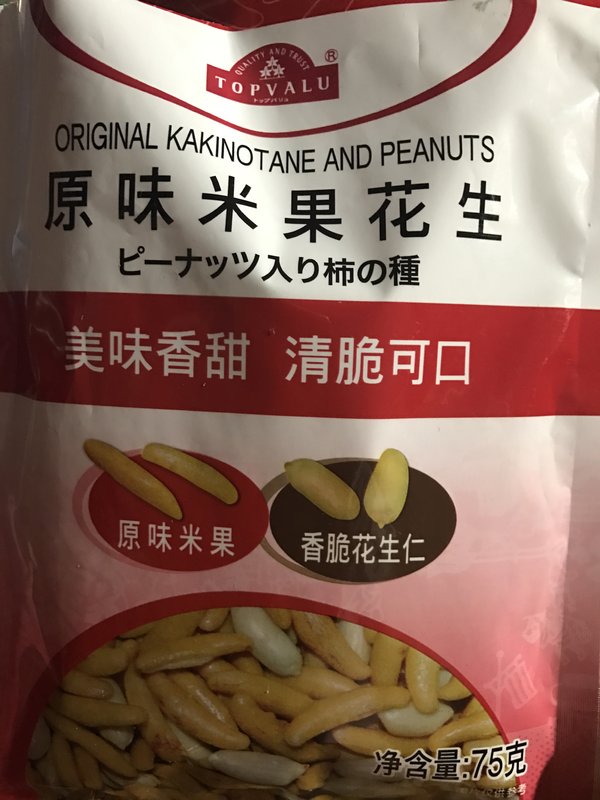 QUALITY AND TRUST
®
TOPVALU
トップバリュ
ORIGINAL KAKINOTANE AND PEANUTS
原味米果花生
ピーナッツ入り柿の種
美味香甜 清脆可口
原味米果
香脆花生仁
净含量:75克